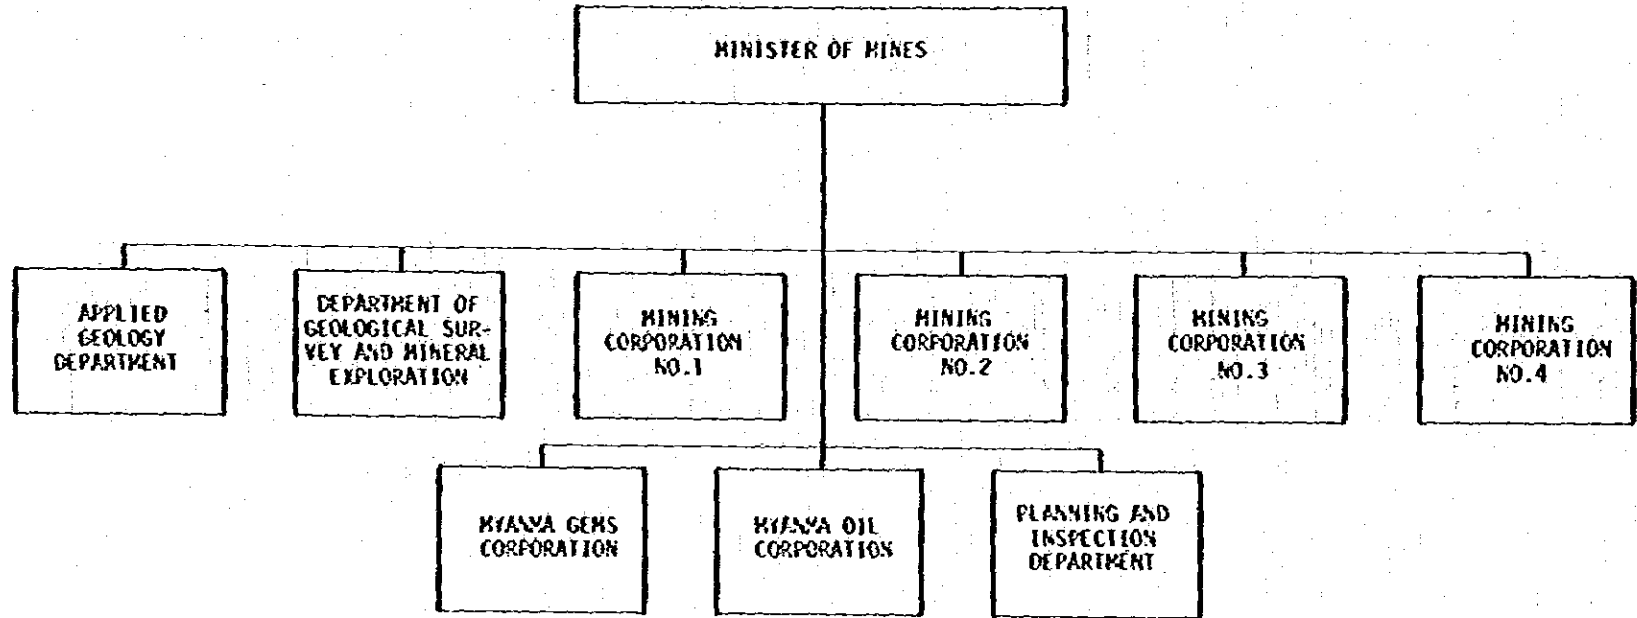 MINISTER OF MINES
APPLIED
GEOLOGY
DEPARTMENT
DEPARTMENT OF
GEOLOGICAL SUR-
VEY AND MINERAL
EXPLORATION
MINING
CORPORATION
NO.1
MINING
CORPORATION
NO.2
MINING
CORPORATION
NO.3
MINING
CORPORATION
NO.4
MYANMA GEMS
CORPORATION
MYANMA OIL
CORPORATION
PLANNING AND
INSPECTION
DEPARTMENT